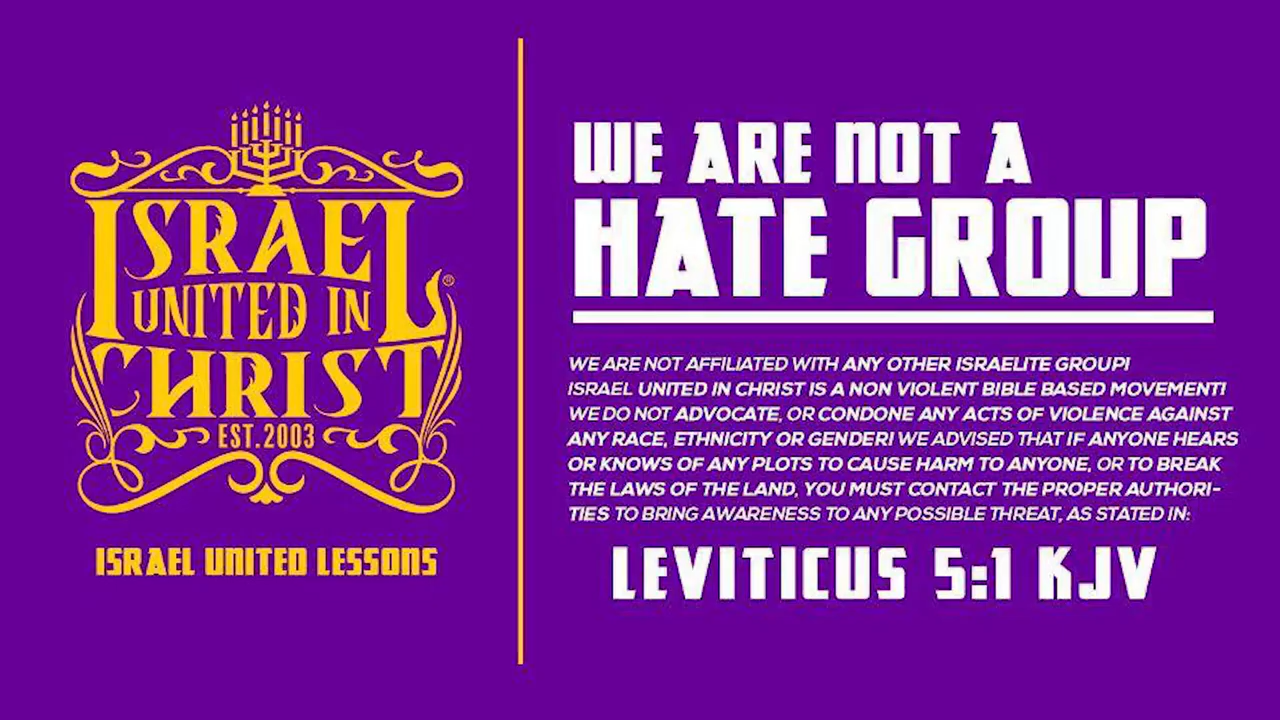 ISRAEL
UNITED IN
CHRIST
EST.2003
®
ISRAEL UNITED LESSONS
WE ARE NOT A
HATE GROUP
WE ARE NOT AFFILIATED WITH ANY OTHER ISRAELITE GROUP!
ISRAEL UNITED IN CHRIST IS A NON VIOLENT BIBLE BASED MOVEMENT!
WE DO NOT ADVOCATE, OR CONDONE ANY ACTS OF VIOLENCE AGAINST
ANY RACE, ETHNICITY OR GENDER! WE ADVISED THAT IF ANYONE HEARS
OR KNOWS OF ANY PLOTS TO CAUSE HARM TO ANYONE, OR TO BREAK
THE LAWS OF THE LAND, YOU MUST CONTACT THE PROPER AUTHORI-
TIES TO BRING AWARENESS TO ANY POSSIBLE THREAT, AS STATED IN:
LEVITICUS 5:1 KJV